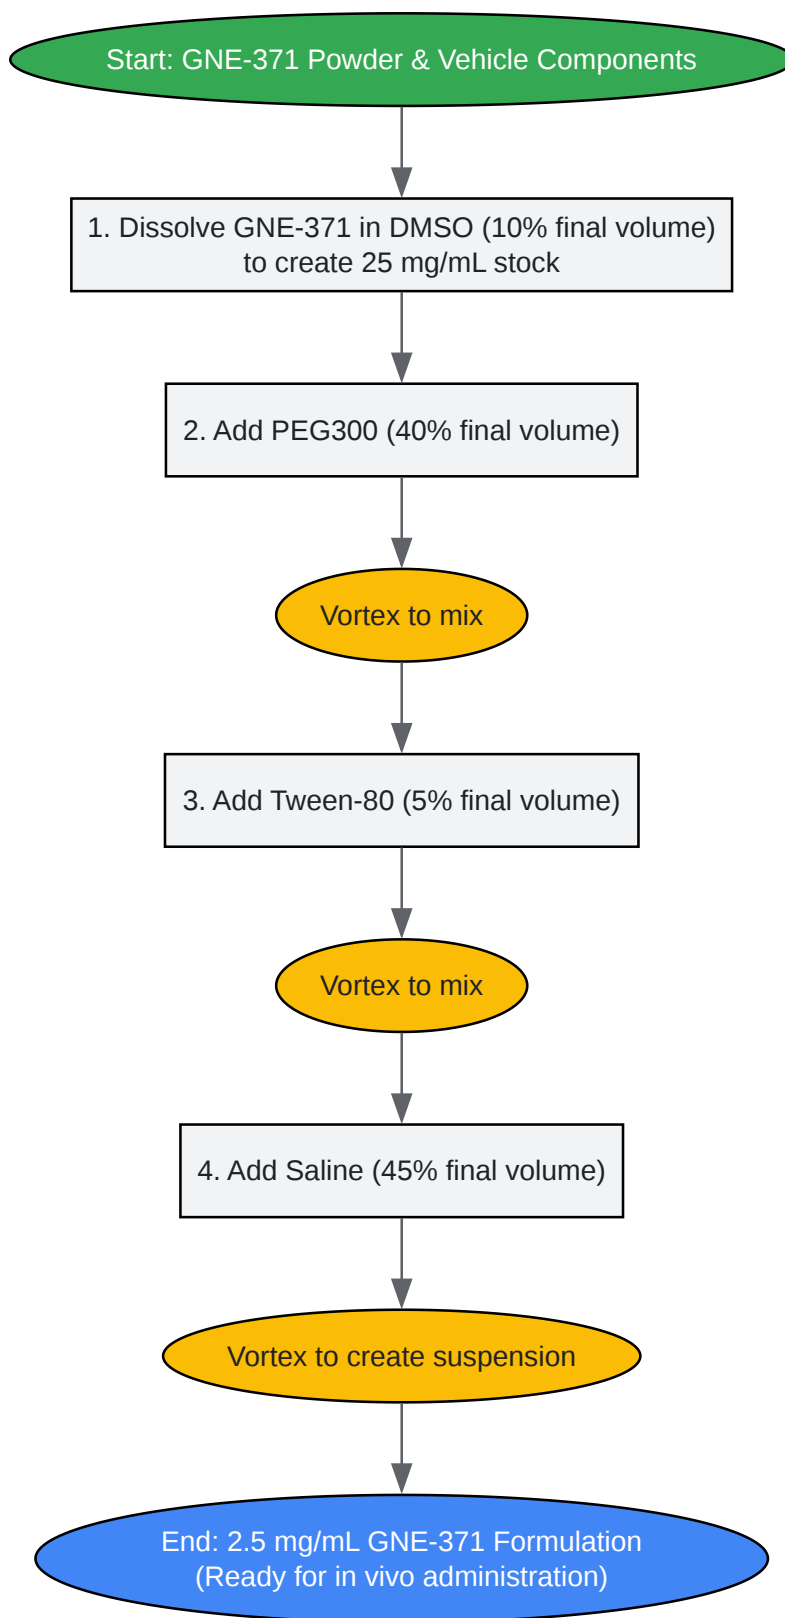 Start: GNE-371 Powder & Vehicle Components
1. Dissolve GNE-371 in DMSO (10% final volume)
to create 25 mg/mL stock
2. Add PEG300 (40% final volume)
Vortex to mix
3. Add Tween-80 (5% final volume)
Vortex to mix
4. Add Saline (45% final volume)
Vortex to create suspension
End: 2.5 mg/mL GNE-371 Formulation
(Ready for in vivo administration)